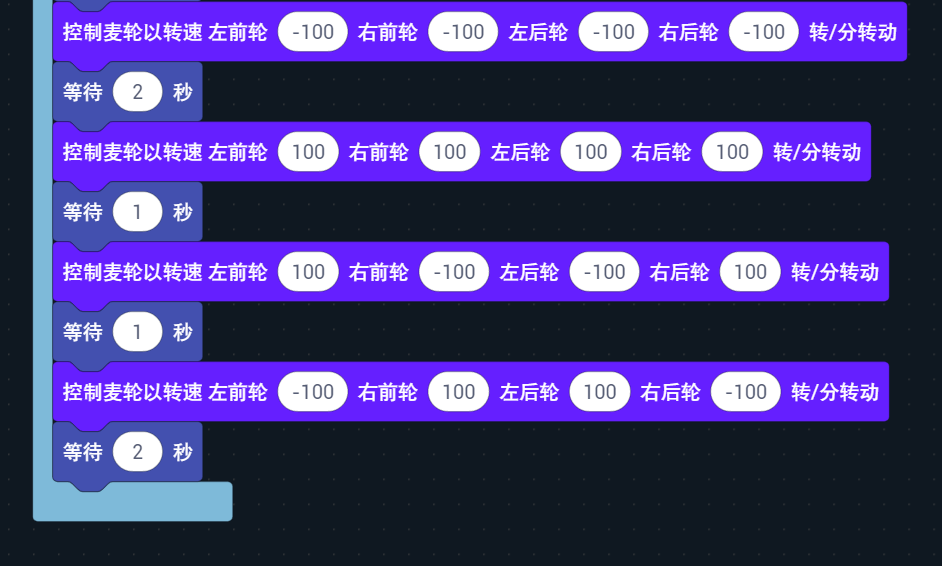 控制麦轮以转速 左前轮 -100 右前轮 -100 左后轮 -100 右后轮 -100 转/分转动
等待 2 秒
控制麦轮以转速 左前轮 100 右前轮 100 左后轮 100 右后轮 100 转/分转动
等待 1 秒
控制麦轮以转速 左前轮 100 右前轮 -100 左后轮 -100 右后轮 100 转/分转动
等待 1 秒
控制麦轮以转速 左前轮 -100 右前轮 100 左后轮 100 右后轮 -100 转/分转动
等待 2 秒